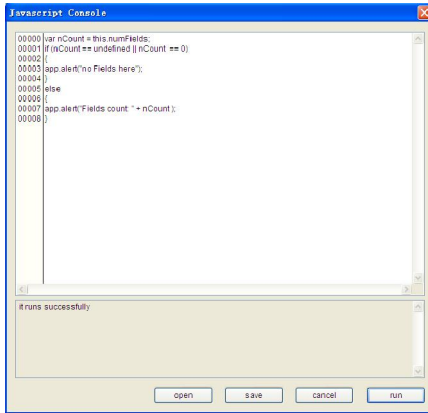 Javascript Console
00000 var nCount = this.numFields;
00001 if (nCount == undefined || nCount == 0)
00002 {
00003 app.alert("no Fields here");
00004 }
00005 else
00006 {
00007 app.alert("Fields count: " + nCount );
00008 }
it runs successfully
open save cancel run